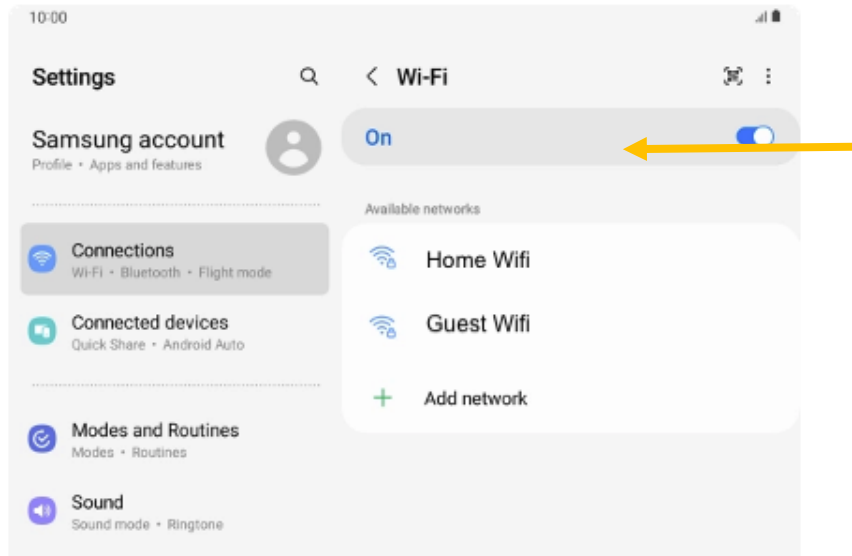 10:00
Settings
Samsung account
Profile • Apps and features
Connections
Wi-Fi • Bluetooth • Flight mode
Connected devices
Quick Share • Android Auto
Modes and Routines
Modes • Routines
Sound
Sound mode • Ringtone
Wi-Fi
On
Available networks
Home Wifi
Guest Wifi
Add network